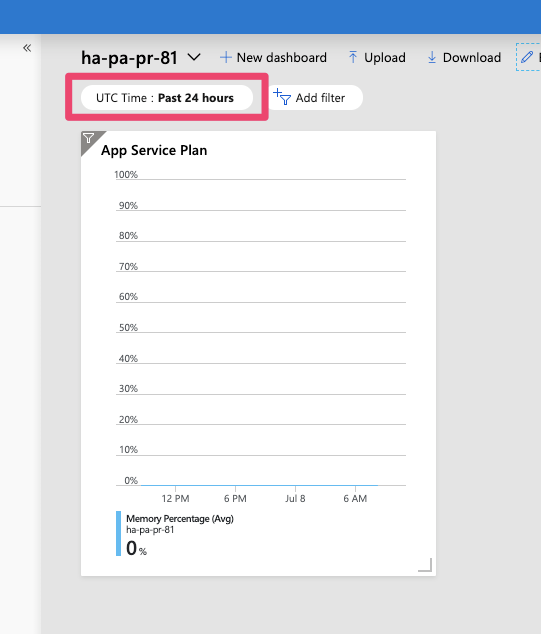 «
ha-pa-pr-81
New dashboard
Upload
Download
UTC Time : Past 24 hours
Add filter
App Service Plan
100%
90%
80%
70%
60%
50%
40%
30%
20%
10%
0%
12 PM
6 PM
Jul 8
6 AM
Memory Percentage (Avg)
ha-pa-pr-81
0 %